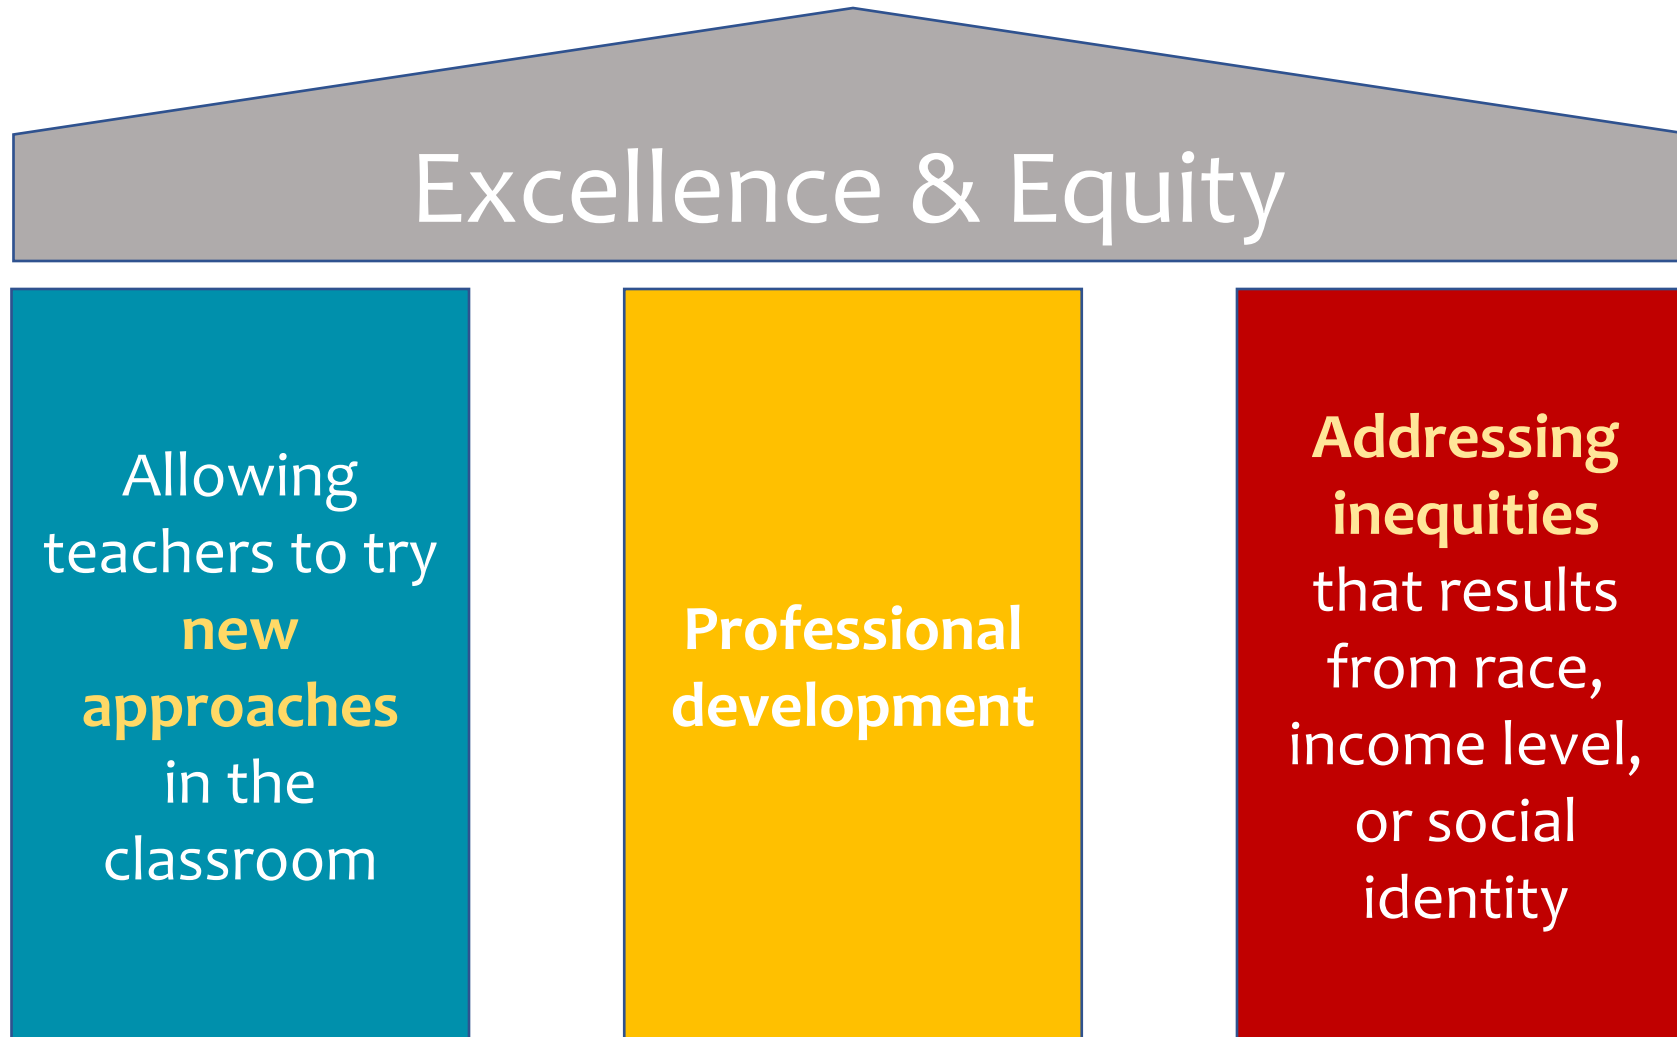 Excellence & Equity
Allowing
teachers to try
new
approaches
in the
classroom
Professional
development
Addressing
inequities
that results
from race,
income level,
or social
identity